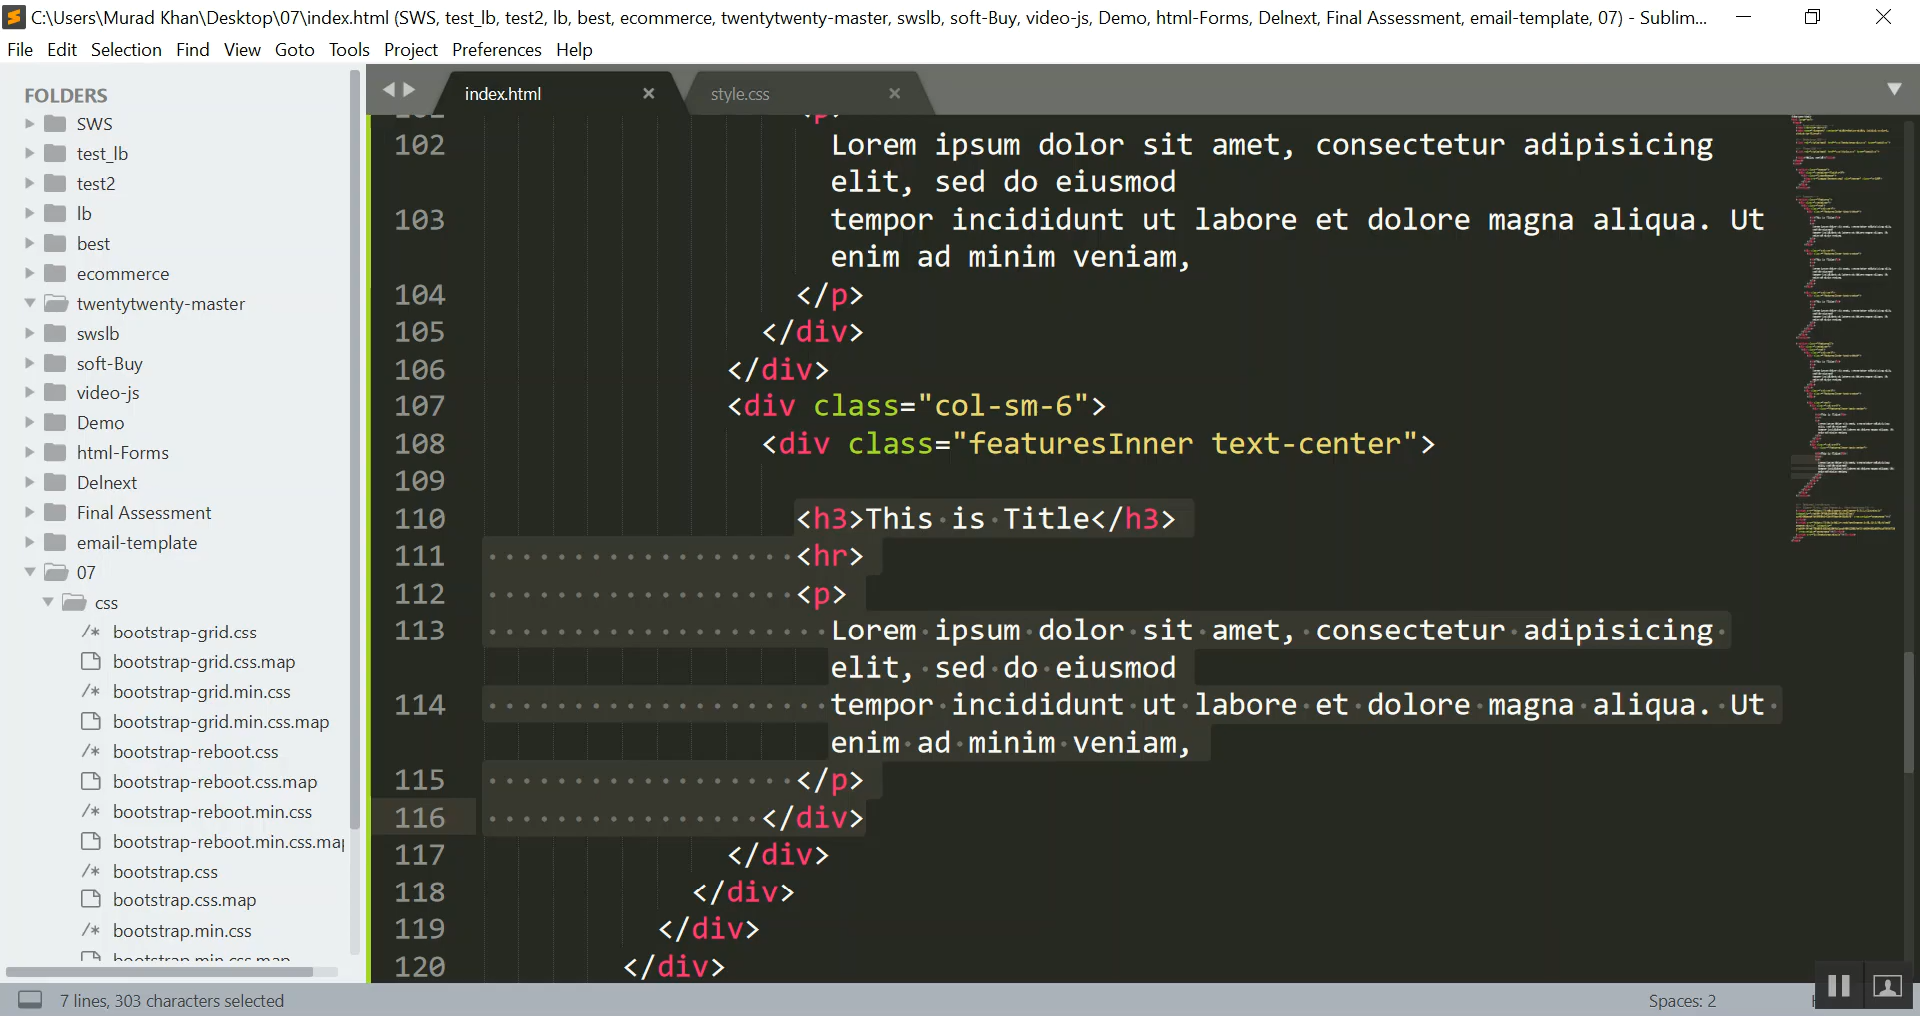 C:\Users\Murad Khan\Desktop\07\index.html (SWS, test_lb, test2, lb, best, ecommerce, twentytwenty-master, swslb, soft-Buy, video-js, Demo, html-Forms, Delnext, Final Assessment, email-template, 07) - Sublim...
File Edit Selection Find View Goto Tools Project Preferences Help
FOLDERS
SWS
test_lb
test2
lb
best
ecommerce
twentytwenty-master
swslb
soft-Buy
video-js
Demo
html-Forms
Delnext
Final Assessment
email-template
07
css
/* bootstrap-grid.css
bootstrap-grid.css.map
/* bootstrap-grid.min.css
bootstrap-grid.min.css.map
/* bootstrap-reboot.css
bootstrap-reboot.css.map
/* bootstrap-reboot.min.css
bootstrap-reboot.min.css.map
/* bootstrap.css
bootstrap.css.map
/* bootstrap.min.css
bootstrap.min.css.map
index.html style.css
101 <p>
102 Lorem ipsum dolor sit amet, consectetur adipisicing
elit, sed do eiusmod
103 tempor incididunt ut labore et dolore magna aliqua. Ut
enim ad minim veniam,
104 </p>
105 </div>
106 </div>
107 <div class="col-sm-6">
108 <div class="featuresInner text-center">
109
110 <h3>This is Title</h3>
111 <hr>
112 <p>
113 Lorem ipsum dolor sit amet, consectetur adipisicing
elit, sed do eiusmod
114 tempor incididunt ut labore et dolore magna aliqua. Ut
enim ad minim veniam,
115 </p>
116 </div>
117 </div>
118 </div>
119 </div>
120 </div>
7 lines, 303 characters selected
Spaces: 2